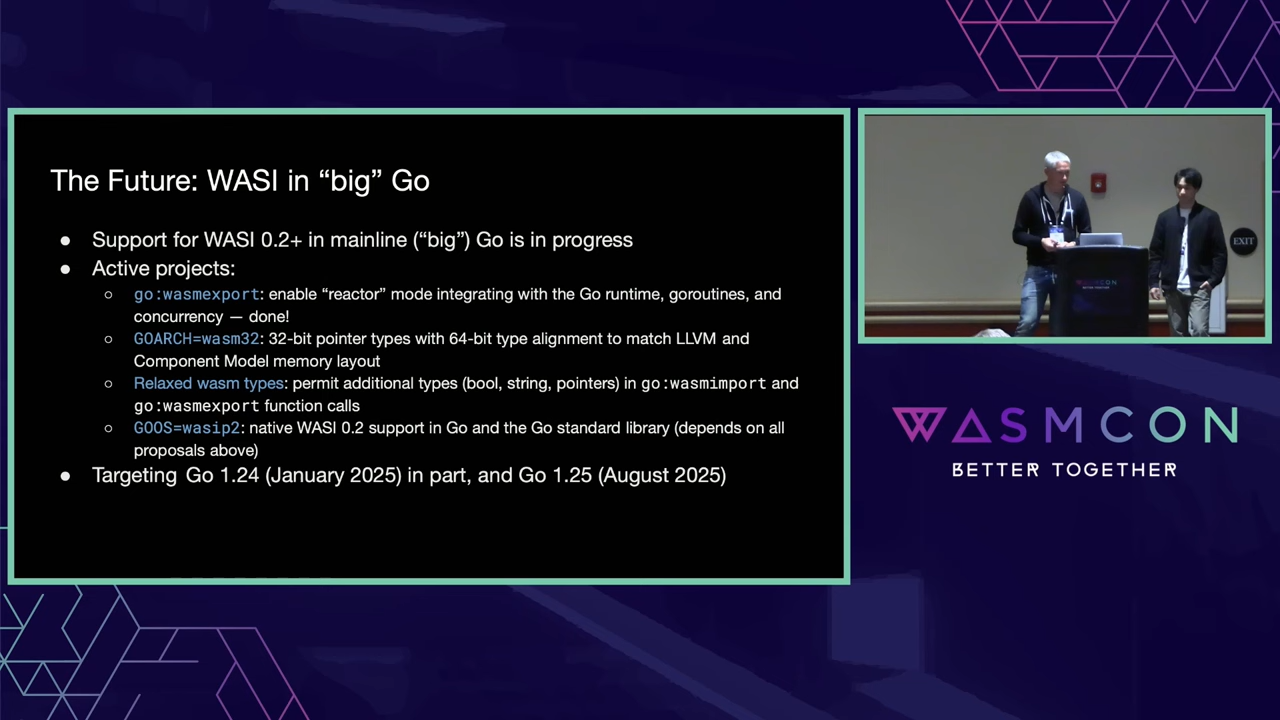 The Future: WASI in “big” Go
● Support for WASI 0.2+ in mainline (“big”) Go is in progress
● Active projects:
○ go:wasmexport: enable “reactor” mode integrating with the Go runtime, goroutines, and
concurrency — done!
○ GOARCH=wasm32: 32-bit pointer types with 64-bit type alignment to match LLVM and
Component Model memory layout
○ Relaxed wasm types: permit additional types (bool, string, pointers) in go:wasmimport and
go:wasmexport function calls
○ GOOS=wasip2: native WASI 0.2 support in Go and the Go standard library (depends on all
proposals above)
● Targeting Go 1.24 (January 2025) in part, and Go 1.25 (August 2025)
EXIT
WASMCON
BETTER TOGETHER
WASMCON
BETTER TOGETHER